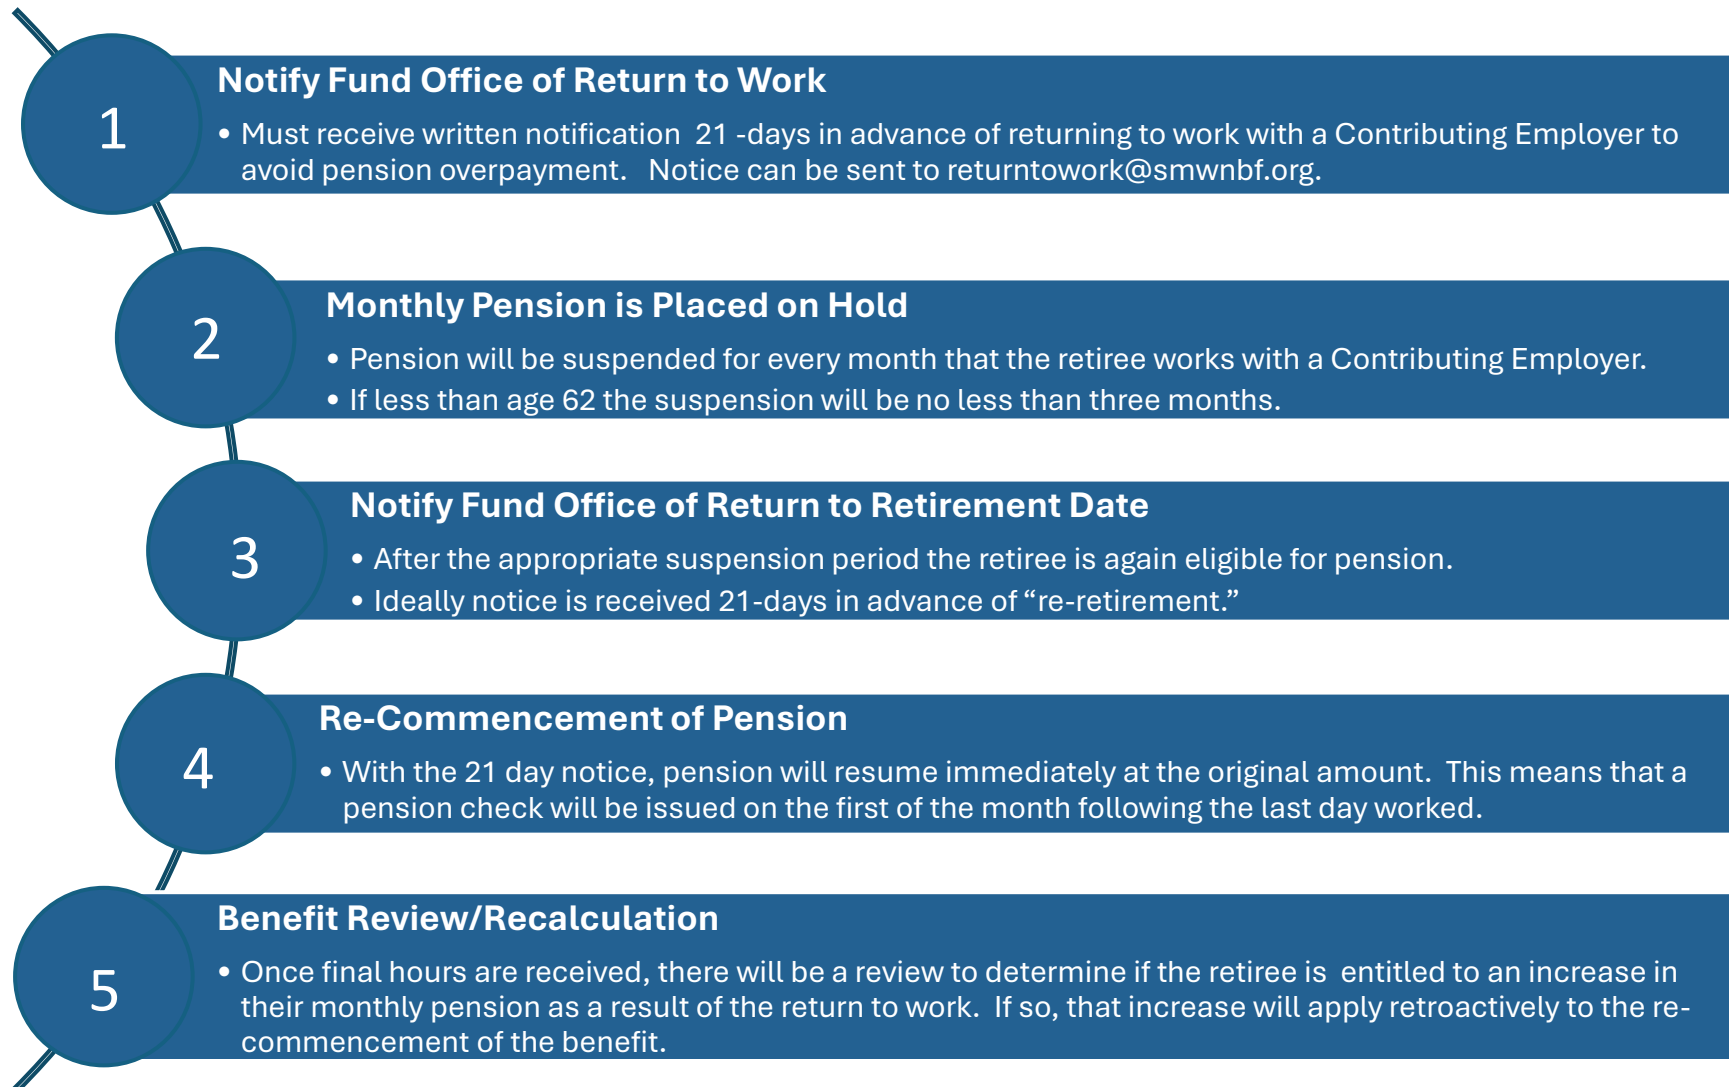 1
Notify Fund Office of Return to Work
• Must receive written notification  21 -days in advance of returning to work with a Contributing Employer to
avoid pension overpayment.   Notice can be sent to returntowork@smwnbf.org.
2
Monthly Pension is Placed on Hold
• Pension will be suspended for every month that the retiree works with a Contributing Employer.
• If less than age 62 the suspension will be no less than three months.
3
Notify Fund Office of Return to Retirement Date
• After the appropriate suspension period the retiree is again eligible for pension.
• Ideally notice is received 21-days in advance of “re-retirement.”
4
Re-Commencement of Pension
• With the 21 day notice, pension will resume immediately at the original amount.  This means that a
pension check will be issued on the first of the month following the last day worked.
5
Benefit Review/Recalculation
• Once final hours are received, there will be a review to determine if the retiree is  entitled to an increase in
their monthly pension as a result of the return to work.  If so, that increase will apply retroactively to the re-
commencement of the benefit.